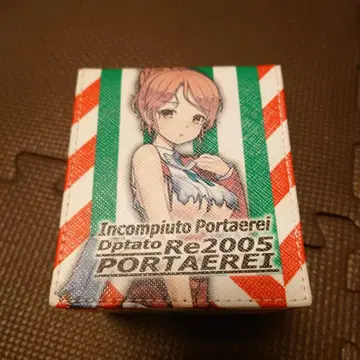 Incompiuto Portaerei
Dptato Re2005
PORTAEREI